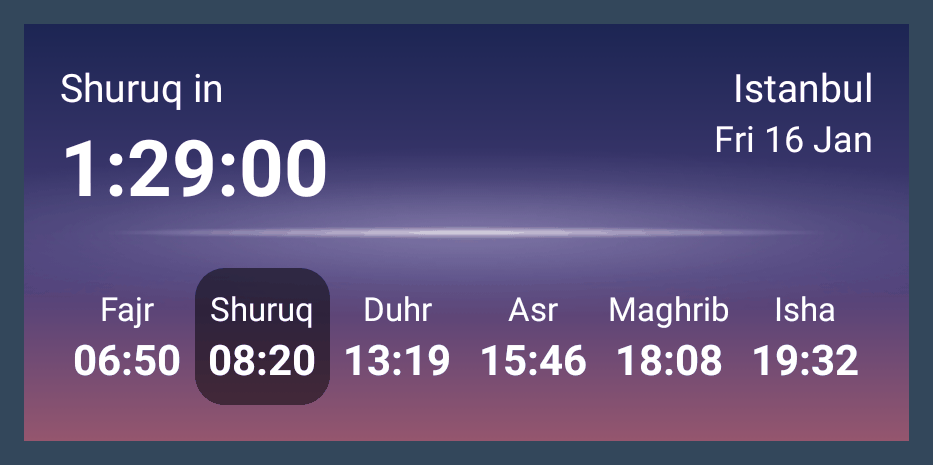 Shuruq in
1:29:00
Istanbul
Fri 16 Jan
Fajr Shuruq Duhr Asr Maghrib Isha
06:50 08:20 13:19 15:46 18:08 19:32